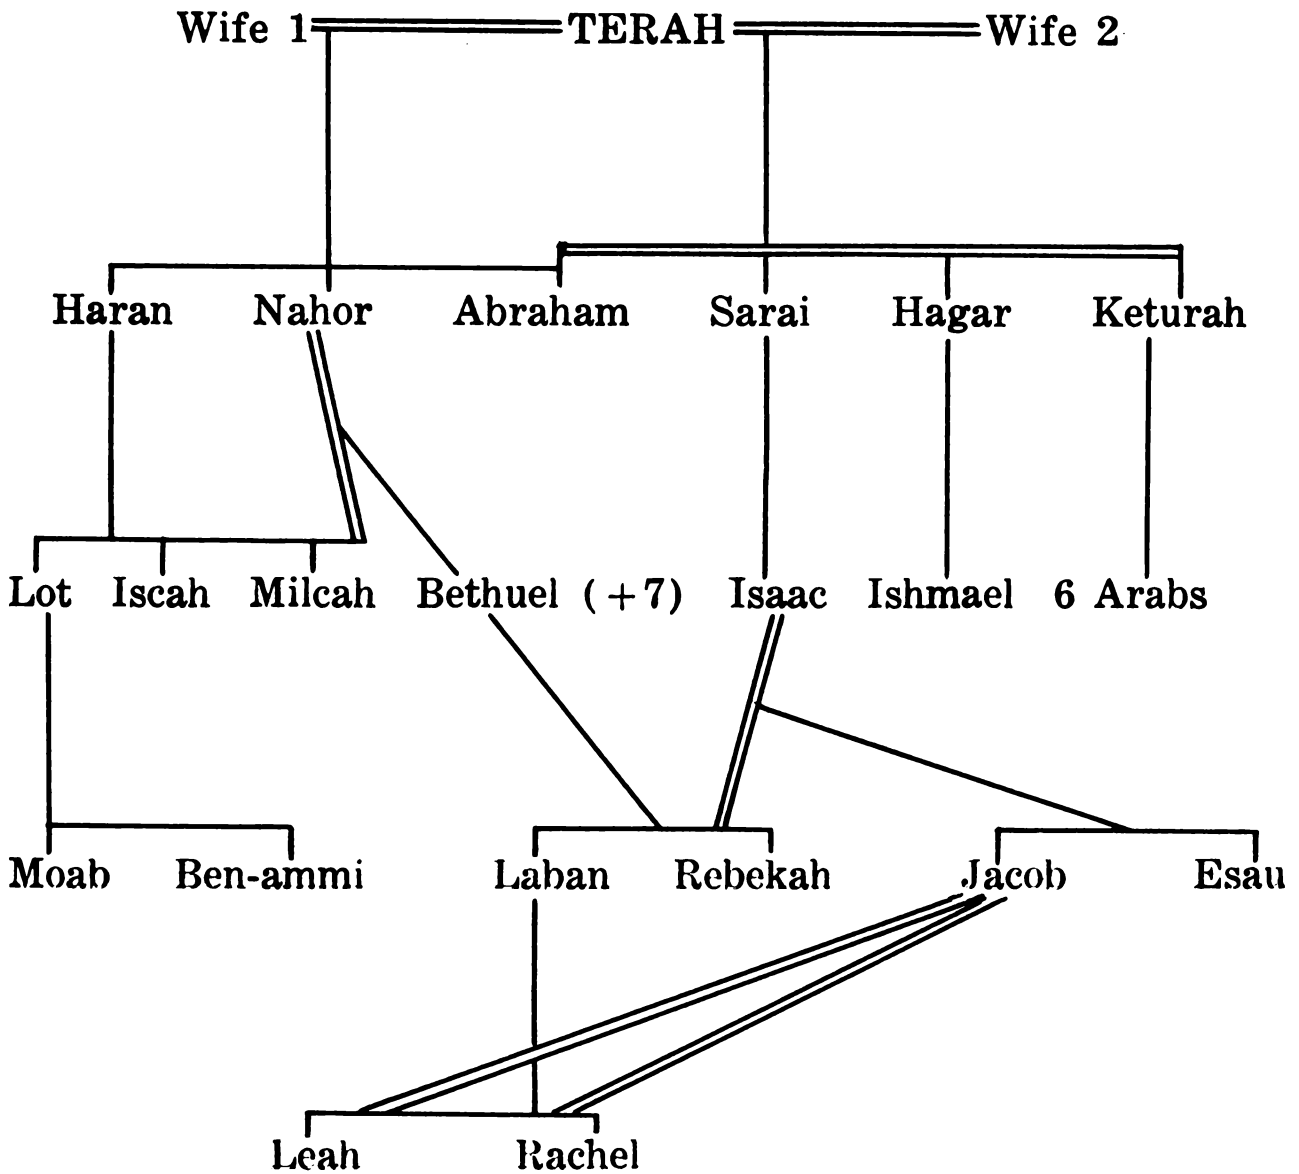 Wife 1 TERAH Wife 2
Haran Nahor Abraham Sarai Hagar Keturah
Lot Iscah Milcah Bethuel (+7) Isaac Ishmael 6 Arabs
Moab Ben-ammi Laban Rebekah Jacob Esau
Leah Rachel